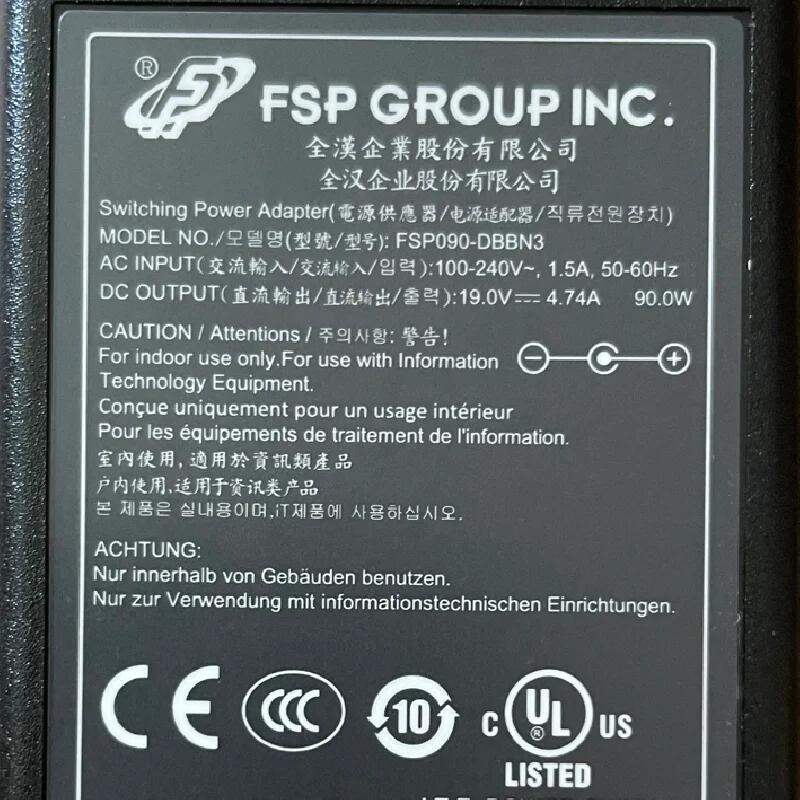 ® FSP GROUP INC.
全漢企業股份有限公司
全汉企业股份有限公司
Switching Power Adapter(電源供應器/电源适配器/직류전원장치)
MODEL NO./모델명(型號/型号): FSP090-DBBN3
AC INPUT(交流輸入/交流输入/입력):100-240V~, 1.5A, 50-60Hz
DC OUTPUT(直流輸出/直流输出/출력):19.0V⎓ 4.74A 90.0W
CAUTION / Attentions / 주의사항: 警告!
For indoor use only.For use with Information
Technology Equipment.
Conçue uniquement pour un usage intérieur
Pour les équipements de traitement de l'information.
室內使用, 適用於資訊類產品
户内使用,适用于资讯类产品
본 제품은 실내용이며,iT제품에 사용하십시오.
ACHTUNG:
Nur innerhalb von Gebäuden benutzen.
Nur zur Verwendung mit informationstechnischen Einrichtungen.
CE CCC 10 C UL ® US
LISTED